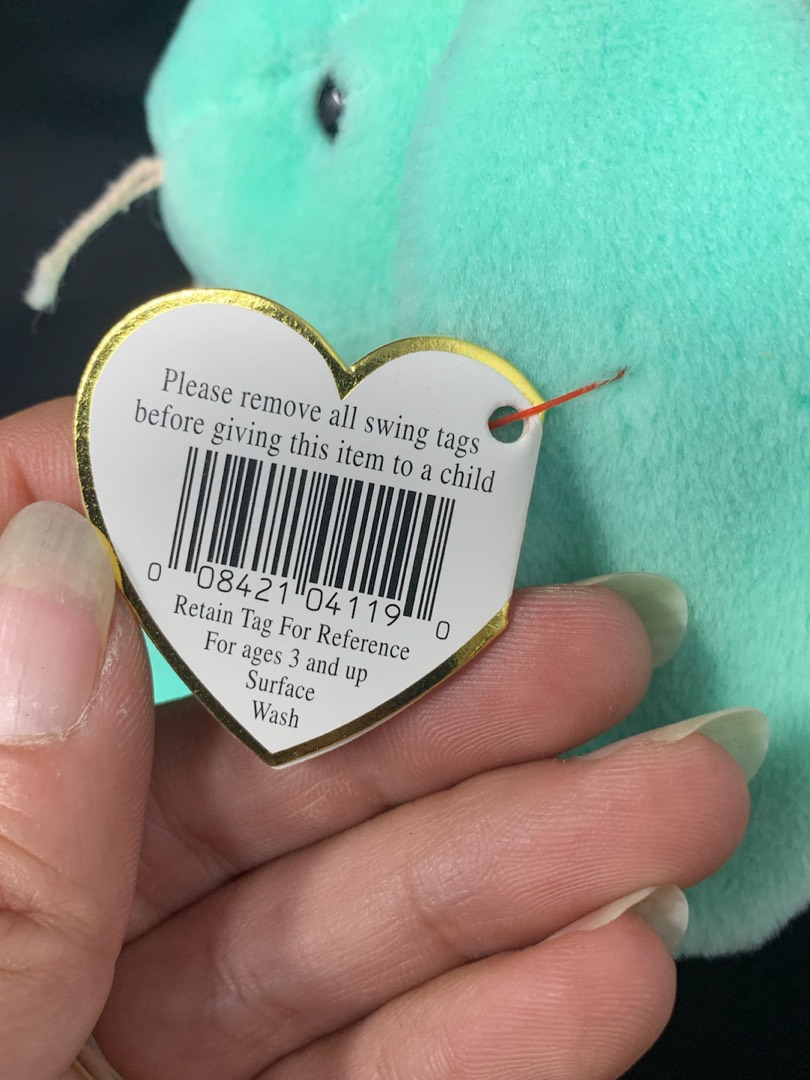 Please remove all swing tags
before giving this item to a child
0 08421 04119 0
Retain Tag For Reference
For ages 3 and up
Surface
Wash